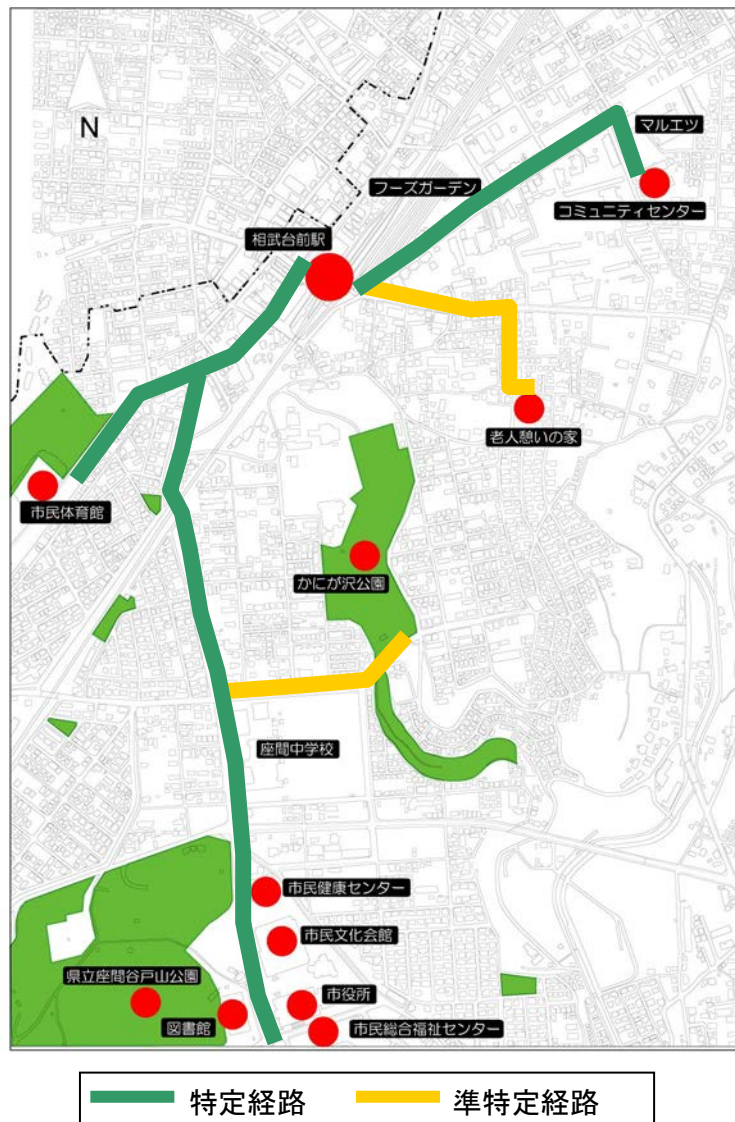 N
マルエツ
フーズガーデン
コミュニティセンター
相武台前駅
老人憩いの家
市民体育館
かにが沢公園
座間中学校
市民健康センター
市民文化会館
県立座間谷戸山公園
市役所
図書館
市民総合福祉センター
特定経路
準特定経路